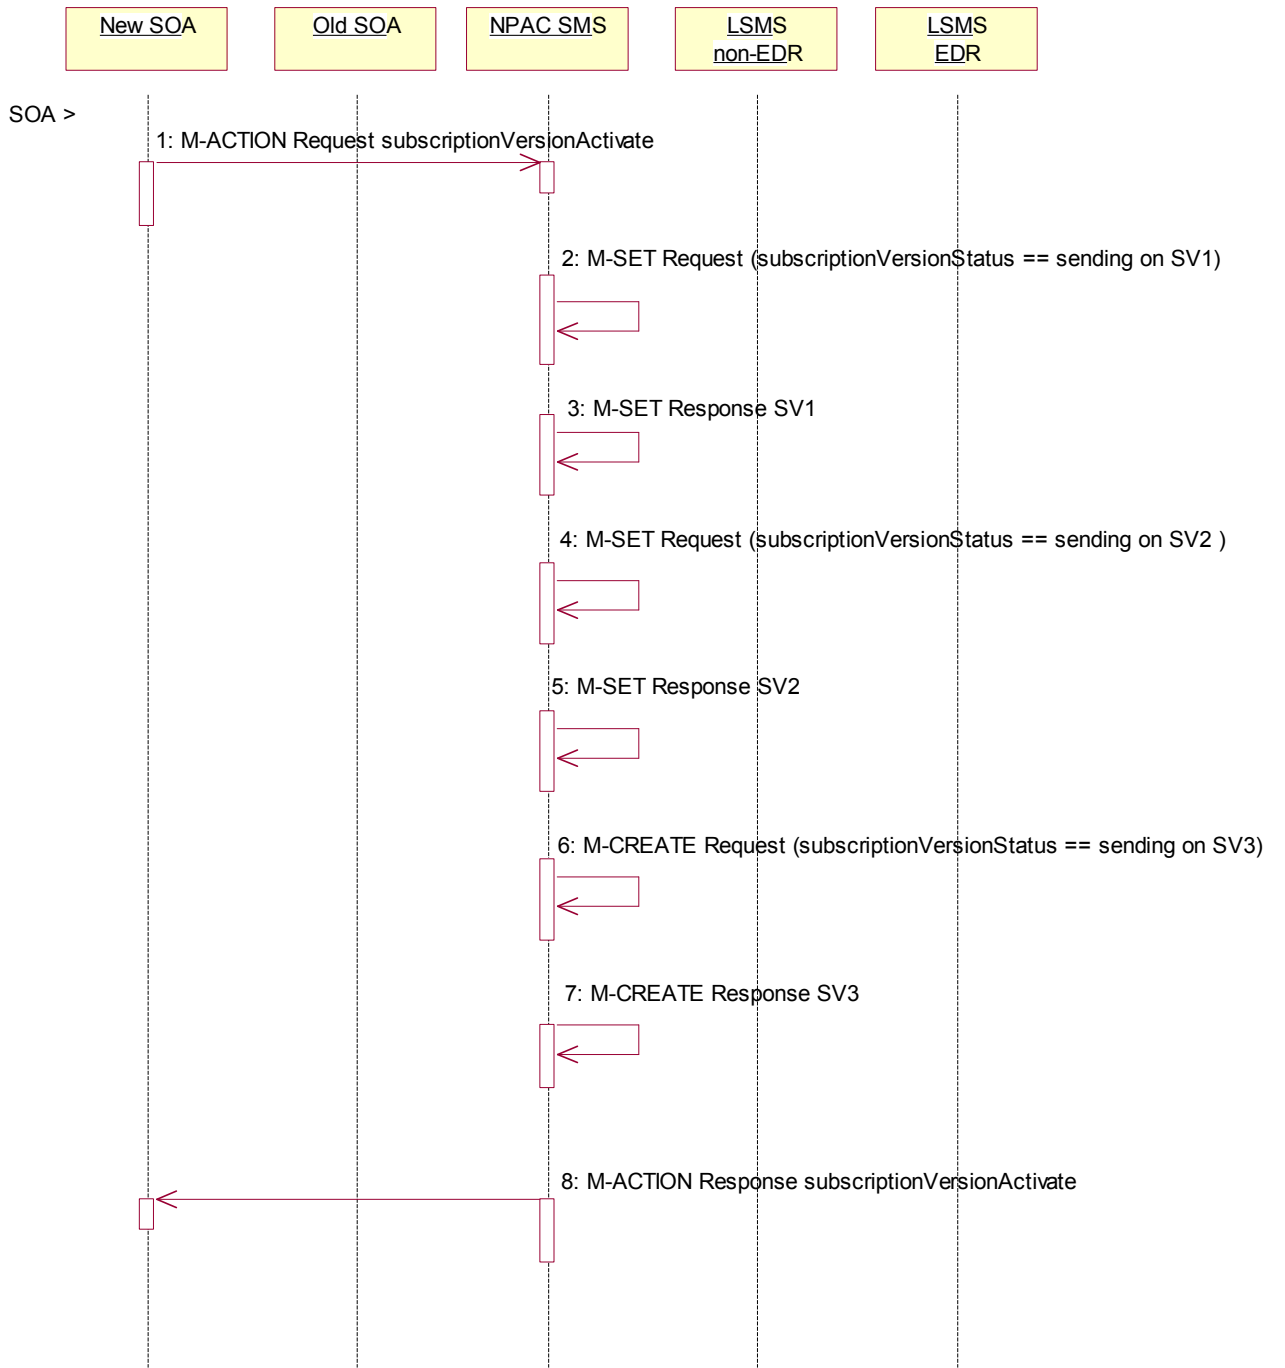 New SOA
Old SOA
NPAC SMS
LSMS
non-EDR
LSMS
EDR
SOA >
1: M-ACTION Request subscriptionVersionActivate
2: M-SET Request (subscriptionVersionStatus == sending on SV1)
3: M-SET Response SV1
4: M-SET Request (subscriptionVersionStatus == sending on SV2 )
5: M-SET Response SV2
6: M-CREATE Request (subscriptionVersionStatus == sending on SV3)
7: M-CREATE Response SV3
8: M-ACTION Response subscriptionVersionActivate